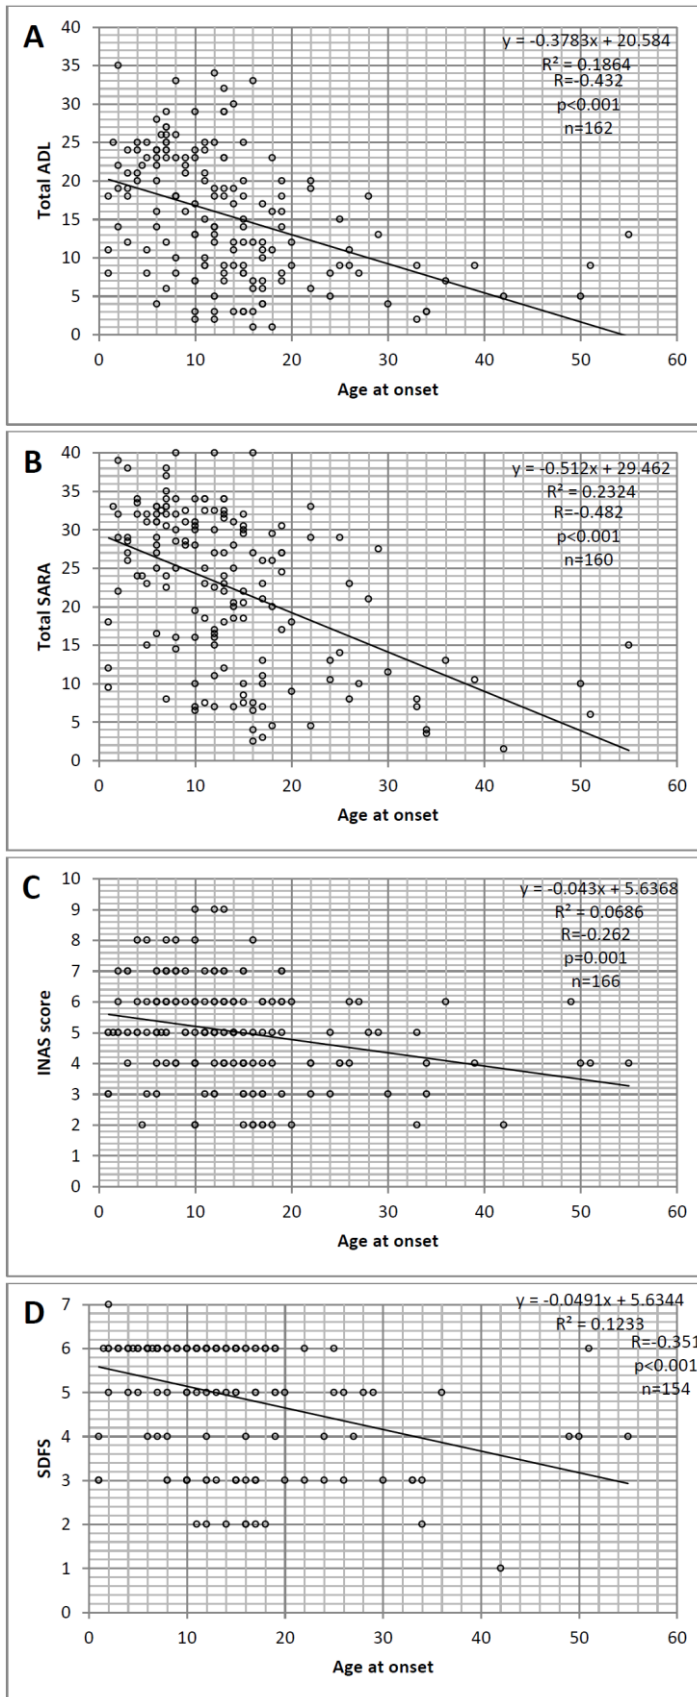 A
y = -0.3783x + 20.584
R² = 0.1864
R=-0.432
p<0.001
n=162
Total ADL
40
35
30
25
20
15
10
5
0
0 10 20 30 40 50 60
Age at onset
B
y = -0.512x + 29.462
R² = 0.2324
R=-0.482
p<0.001
n=160
Total SARA
40
35
30
25
20
15
10
5
0
0 10 20 30 40 50 60
Age at onset
C
y = -0.043x + 5.6368
R² = 0.0686
R=-0.262
p=0.001
n=166
INAS score
10
9
8
7
6
5
4
3
2
1
0
0 10 20 30 40 50 60
Age at onset
D
y = -0.0491x + 5.6344
R² = 0.1233
R=-0.351
p<0.001
n=154
SDFS
7
6
5
4
3
2
1
0
0 10 20 30 40 50 60
Age at onset